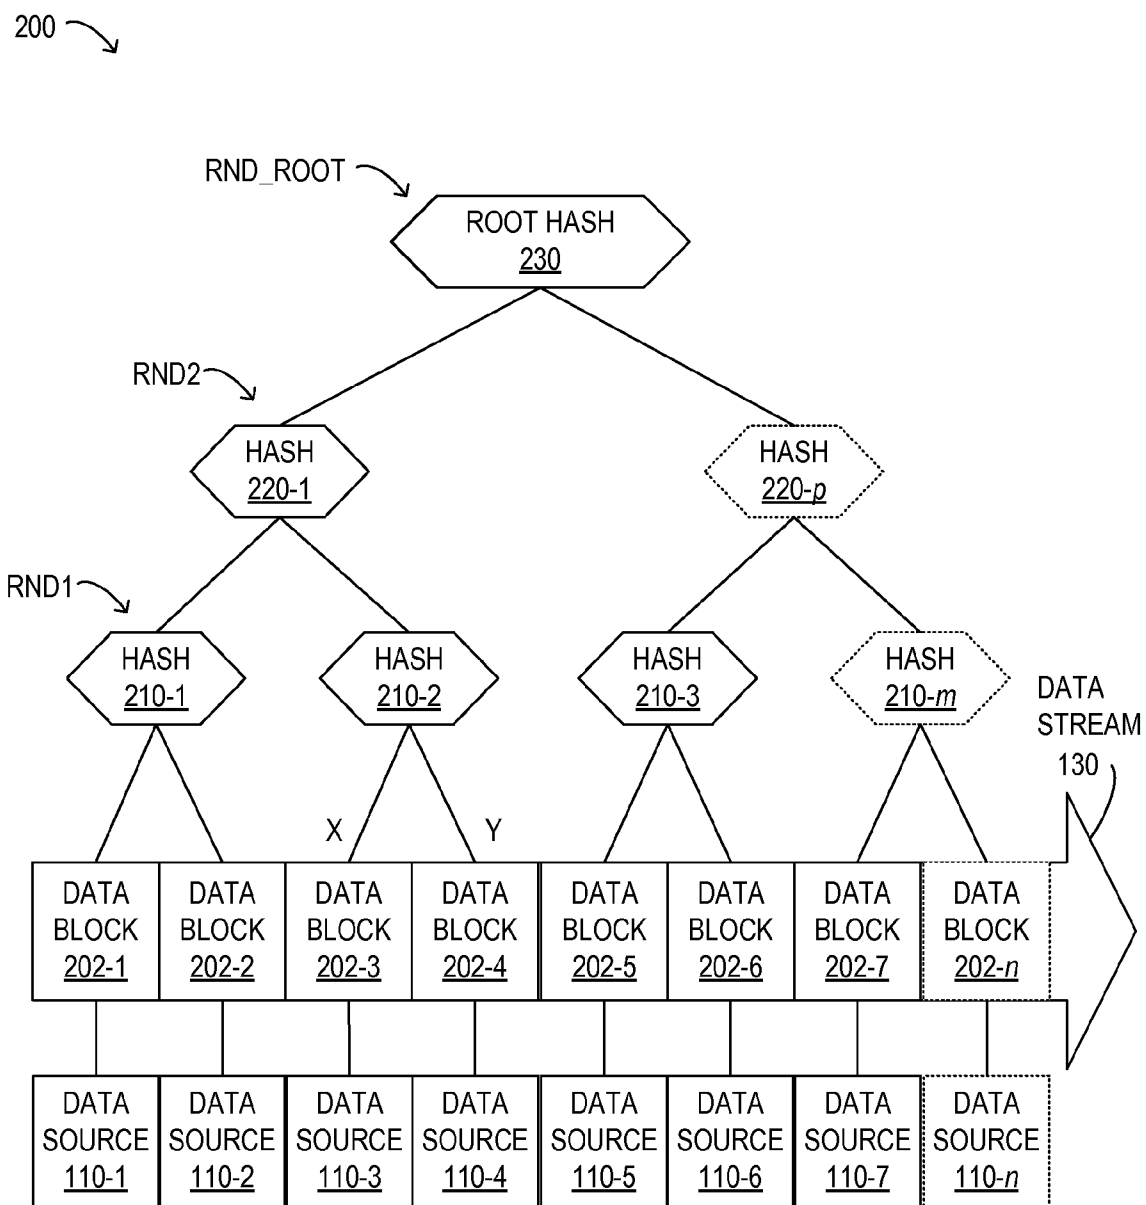 200
RND_ROOT
ROOT HASH
230
RND2
HASH
220-1
HASH
220-p
RND1
HASH
210-1
HASH
210-2
HASH
210-3
HASH
210-m
DATA
STREAM
130
X
Y
DATA
BLOCK
202-1
DATA
BLOCK
202-2
DATA
BLOCK
202-3
DATA
BLOCK
202-4
DATA
BLOCK
202-5
DATA
BLOCK
202-6
DATA
BLOCK
202-7
DATA
BLOCK
202-n
DATA
SOURCE
110-1
DATA
SOURCE
110-2
DATA
SOURCE
110-3
DATA
SOURCE
110-4
DATA
SOURCE
110-5
DATA
SOURCE
110-6
DATA
SOURCE
110-7
DATA
SOURCE
110-n